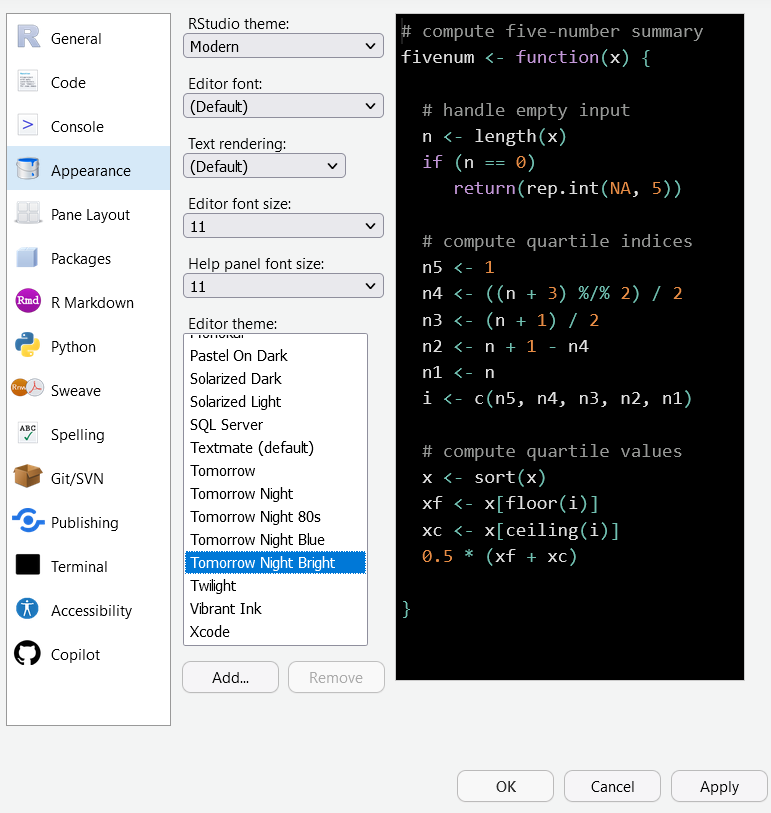 General
Code
Console
Appearance
Pane Layout
Packages
Rmd
R Markdown
Python
Rnw
Sweave
ABC
Spelling
Git/SVN
Publishing
Terminal
Accessibility
Copilot
RStudio theme:
Modern
Editor font:
(Default)
Text rendering:
(Default)
Editor font size:
11
Help panel font size:
11
Editor theme:
Pastel On Dark
Solarized Dark
Solarized Light
SQL Server
Textmate (default)
Tomorrow
Tomorrow Night
Tomorrow Night 80s
Tomorrow Night Blue
Tomorrow Night Bright
Twilight
Vibrant Ink
Xcode
Add...
Remove
# compute five-number summary
fivenum <- function(x) {
  # handle empty input
  n <- length(x)
  if (n == 0)
     return(rep.int(NA, 5))
  # compute quartile indices
  n5 <- 1
  n4 <- ((n + 3) %/% 2) / 2
  n3 <- (n + 1) / 2
  n2 <- n + 1 - n4
  n1 <- n
  i <- c(n5, n4, n3, n2, n1)
  # compute quartile values
  x <- sort(x)
  xf <- x[floor(i)]
  xc <- x[ceiling(i)]
  0.5 * (xf + xc)
}
OK
Cancel
Apply